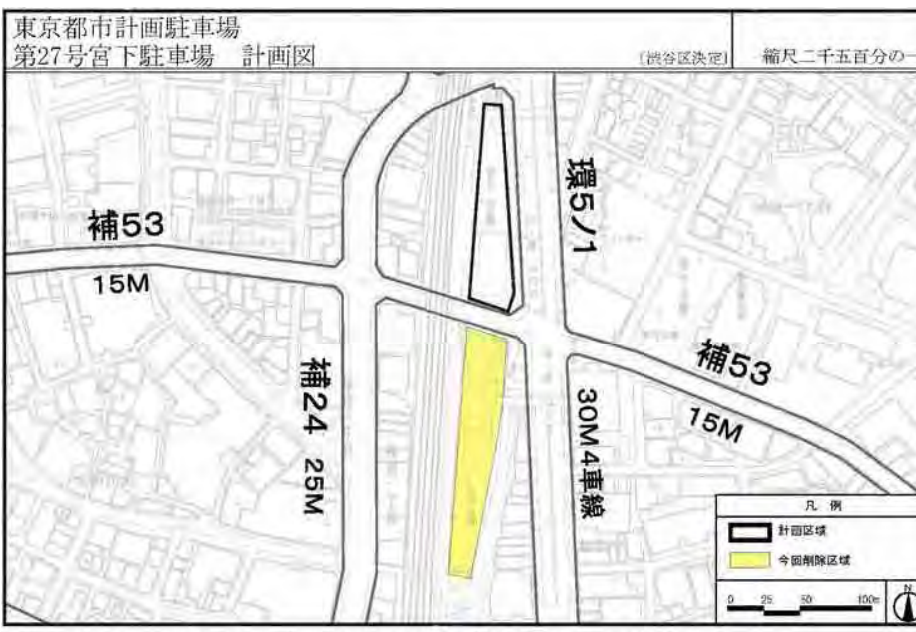 東京都市計画駐車場
第27号宮下駐車場 計画図
〔渋谷区決定〕
縮尺二千五百分の一
補53
15M
環5ノ1
補24 25M
30M4車線
補53
15M
凡例
計画区域
今回削除区域
0 25 50 100m
N